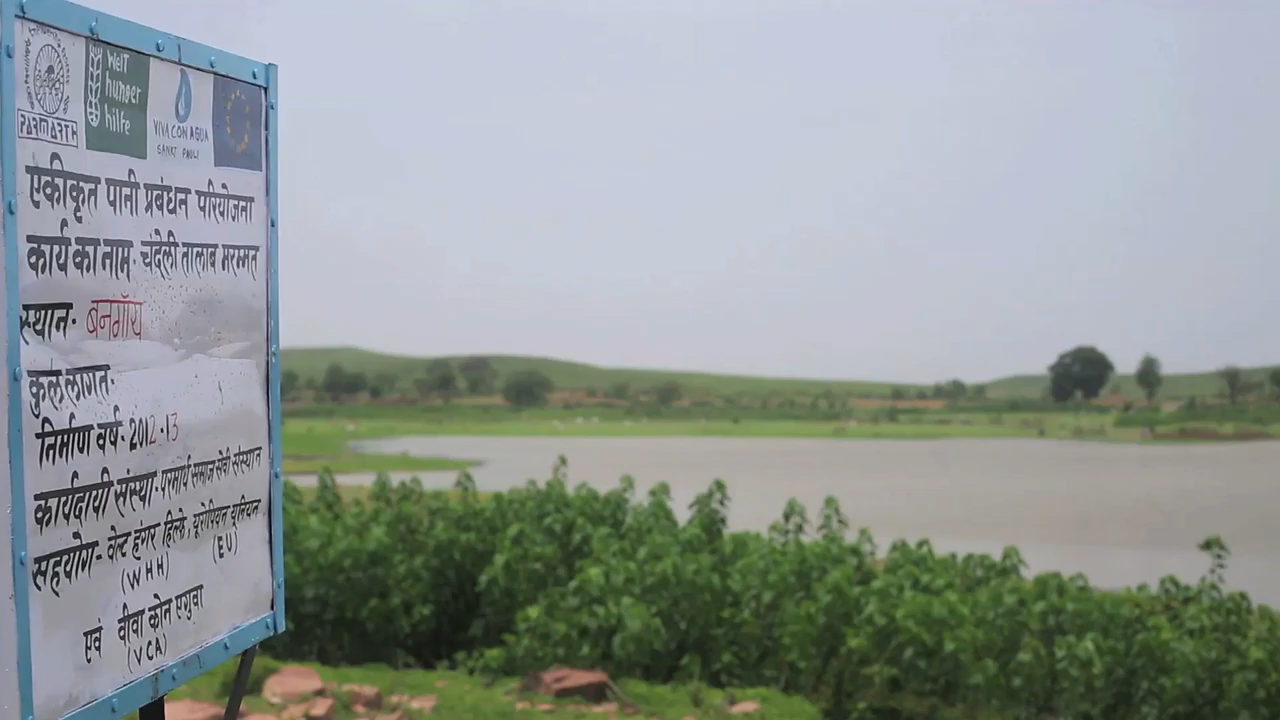 PARMARTH
WelT
hunger
hilfe
VIVA CON AGUA
SANKT PAULI
एकीकृत पानी प्रबंधन परियोजना
कार्य का नाम- चंदेली तालाब मरम्मत
स्थान- बनगाँय
कुल लागत-
निर्माण वर्ष- 2012-13
कार्यदायी संस्था- परमार्थ समाज सेवी संस्थान
सहयोग- वेल्ट हंगर हिल्फे, यूरोपियन यूनियन
(WHH) (EU)
एवं वीवा कोन एगुवा
(VCA)